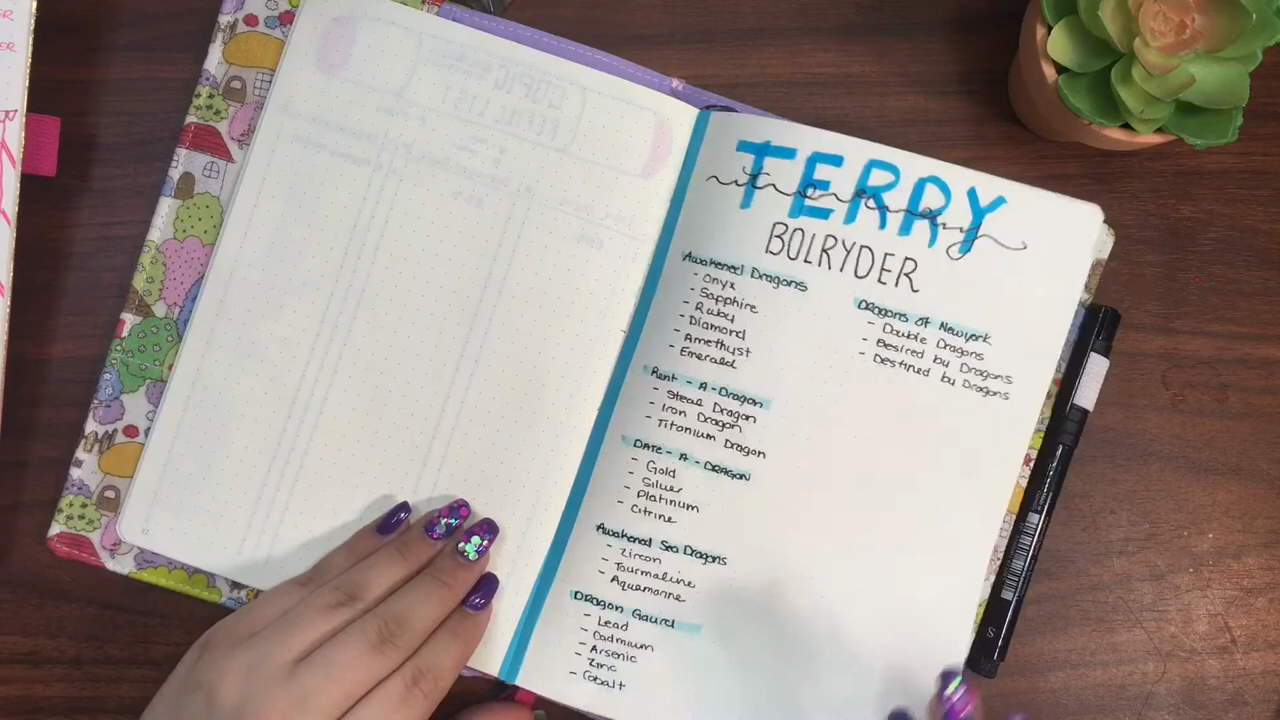 TERRY
BOLRYDER
Awakened Dragons
- Onyx
- Sapphire
- Ruby
- Diamond
- Amethyst
- Emerald
Rent - A - Dragon
- Steal Dragon
- Iron Dragon
- Titonium Dragon
DATE - A - DRAGON
- Gold
- Silver
- Platinum
- Citrine
Awakened Sea Dragons
- Zircon
- Tourmaline
- Aquamarine
DRAGON Gaurd
- Lead
- Cadmium
- Arsenic
- Zinc
- Cobalt
DRAGONS of Newyork
- Double Dragons
- Desired by Dragons
- Destined by Dragons
S